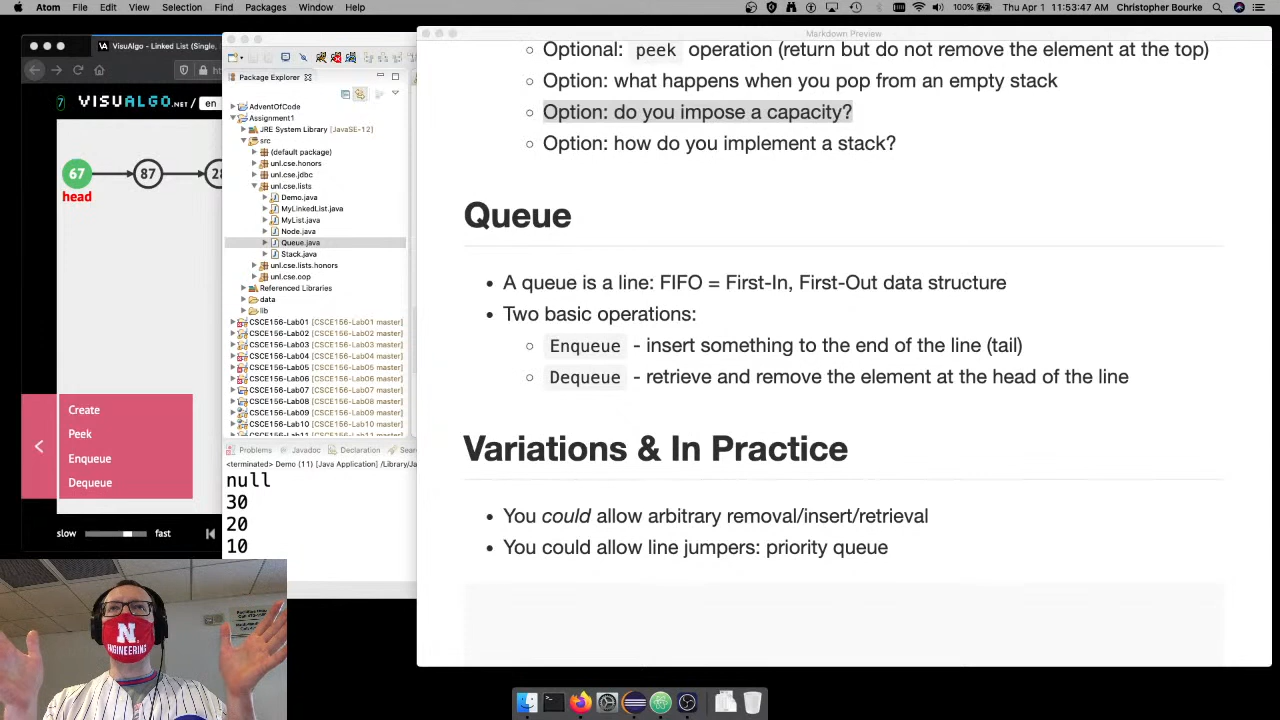 Atom File Edit View Selection Find Packages Window Help
100% Thu Apr 1 11:53:47 AM Christopher Bourke
VisuAlgo - Linked List (Single,
7 VISUALGO.NET / en
67
87
head
Create
Peek
Enqueue
Dequeue
slow fast
Package Explorer
AdventOfCode
Assignment1
JRE System Library [JavaSE-12]
src
(default package)
unl.cse.honors
unl.cse.jdbc
unl.cse.lists
Demo.java
MyLinkedList.java
MyList.java
Node.java
Queue.java
Stack.java
unl.cse.lists.honors
unl.cse.oop
Referenced Libraries
data
lib
CSCE156-Lab01 [CSCE156-Lab01 master]
CSCE156-Lab02 [CSCE156-Lab02 master]
CSCE156-Lab03 [CSCE156-Lab03 master]
CSCE156-Lab04 [CSCE156-Lab04 master]
CSCE156-Lab05 [CSCE156-Lab05 master]
CSCE156-Lab06 [CSCE156-Lab06 master]
CSCE156-Lab07 [CSCE156-Lab07 master]
CSCE156-Lab08 [CSCE156-Lab08 master]
CSCE156-Lab09 [CSCE156-Lab09 master]
CSCE156-Lab10 [CSCE156-Lab10 master]
Problems Javadoc Declaration Sear
<terminated> Demo (11) [Java Application] /Library/Ja
null
30
20
10
Markdown Preview
Optional: peek operation (return but do not remove the element at the top)
Option: what happens when you pop from an empty stack
Option: do you impose a capacity?
Option: how do you implement a stack?
Queue
A queue is a line: FIFO = First-In, First-Out data structure
Two basic operations:
Enqueue - insert something to the end of the line (tail)
Dequeue - retrieve and remove the element at the head of the line
Variations & In Practice
You could allow arbitrary removal/insert/retrieval
You could allow line jumpers: priority queue
N
ENGINEERING